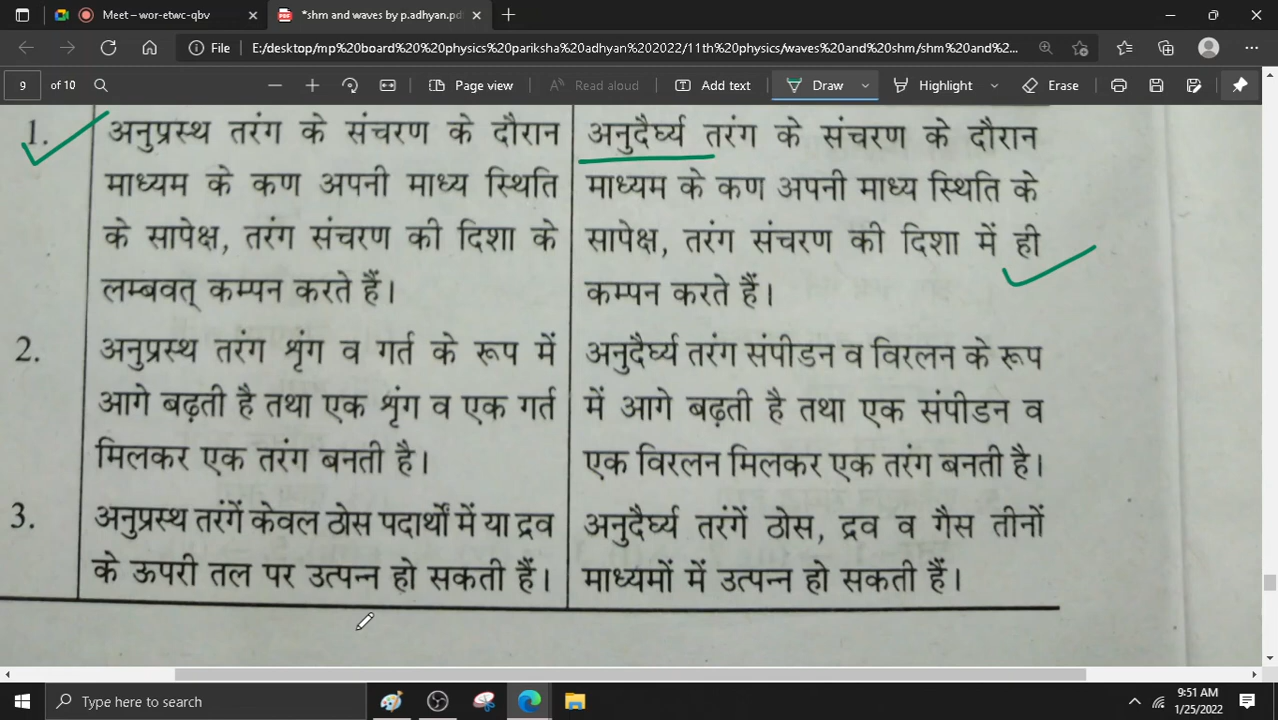 Meet – wor-etwc-qbv
*shm and waves by p.adhyan.pd
File
E:/desktop/mp%20board%20%20physics%20pariksha%20adhyan%202022/11th%20physics/waves%20and%20shm/shm%20and%2...
9
of 10
Page view
Read aloud
Add text
Draw
Highlight
Erase
1.
अनुप्रस्थ तरंग के संचरण के दौरान
माध्यम के कण अपनी माध्य स्थिति
के सापेक्ष, तरंग संचरण की दिशा के
लम्बवत् कम्पन करते हैं।
अनुदैर्घ्य तरंग के संचरण के दौरान
माध्यम के कण अपनी माध्य स्थिति के
सापेक्ष, तरंग संचरण की दिशा में ही
कम्पन करते हैं।
2.
अनुप्रस्थ तरंग शृंग व गर्त के रूप में
आगे बढ़ती है तथा एक शृंग व एक गर्त
मिलकर एक तरंग बनती है।
अनुदैर्घ्य तरंग संपीडन व विरलन के रूप
में आगे बढ़ती है तथा एक संपीडन व
एक विरलन मिलकर एक तरंग बनती है।
3.
अनुप्रस्थ तरंगें केवल ठोस पदार्थों में या द्रव
के ऊपरी तल पर उत्पन्न हो सकती हैं।
अनुदैर्घ्य तरंगें ठोस, द्रव व गैस तीनों
माध्यमों में उत्पन्न हो सकती हैं।
Type here to search
9:51 AM
1/25/2022